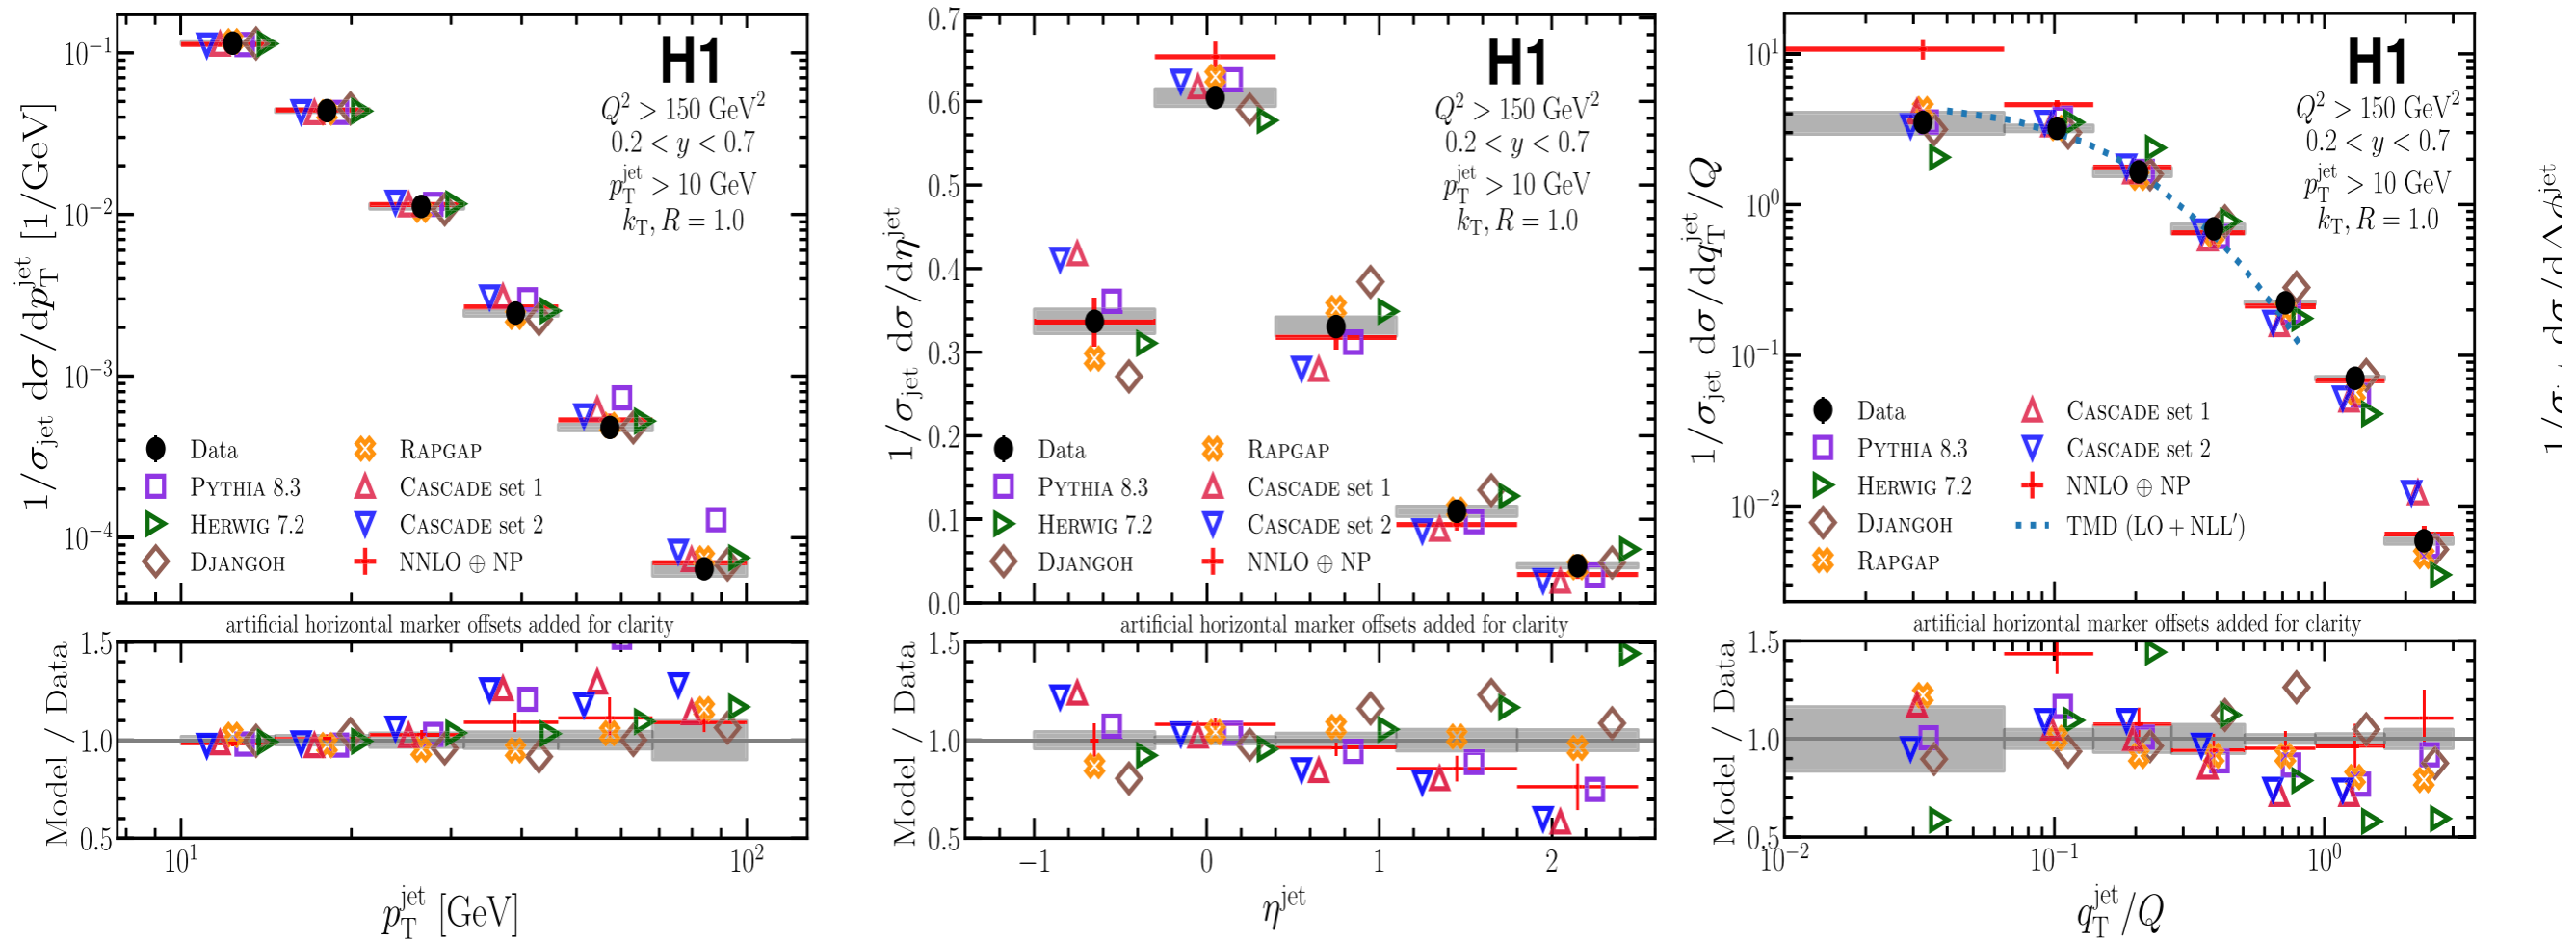 H1
Q² > 150 GeV²
0.2 < y < 0.7
p_T^jet > 10 GeV
k_T, R = 1.0
1/σ_jet dσ/dp_T^jet [1/GeV]
10⁻¹
10⁻²
10⁻³
10⁻⁴
Data
PYTHIA 8.3
HERWIG 7.2
DJANGOH
RAPGAP
CASCADE set 1
CASCADE set 2
NNLO ⊕ NP
artificial horizontal marker offsets added for clarity
Model / Data
1.5
1.0
0.5
10¹ 10²
p_T^jet [GeV]
H1
Q² > 150 GeV²
0.2 < y < 0.7
p_T^jet > 10 GeV
k_T, R = 1.0
1/σ_jet dσ/dη^jet
0.7
0.6
0.5
0.4
0.3
0.2
0.1
0.0
Data
PYTHIA 8.3
HERWIG 7.2
DJANGOH
RAPGAP
CASCADE set 1
CASCADE set 2
NNLO ⊕ NP
artificial horizontal marker offsets added for clarity
Model / Data
1.5
1.0
0.5
−1 0 1 2
η^jet
H1
Q² > 150 GeV²
0.2 < y < 0.7
p_T^jet > 10 GeV
k_T, R = 1.0
1/σ_jet dσ/dq_T^jet/Q
10¹
10⁰
10⁻¹
10⁻²
Data
PYTHIA 8.3
HERWIG 7.2
DJANGOH
RAPGAP
CASCADE set 1
CASCADE set 2
NNLO ⊕ NP
TMD (LO + NLL′)
artificial horizontal marker offsets added for clarity
Model / Data
1.5
1.0
0.5
10⁻² 10⁻¹ 10⁰
q_T^jet/Q